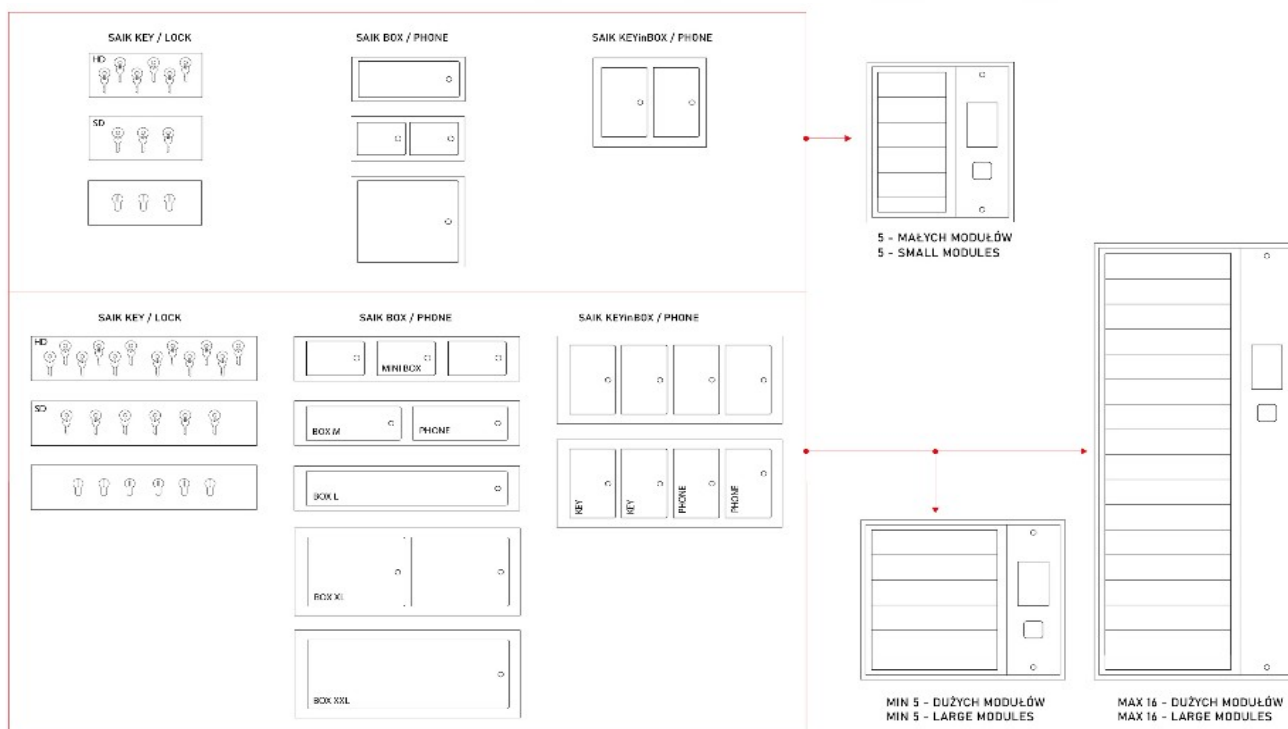 SAIK KEY / LOCK
SAIK BOX / PHONE
SAIK KEYinBOX / PHONE
HD
SD
5 - MAŁYCH MODUŁÓW
5 - SMALL MODULES
SAIK KEY / LOCK
SAIK BOX / PHONE
SAIK KEYinBOX / PHONE
HD
MINI BOX
SD
BOX M
PHONE
BOX L
KEY
KEY
PHONE
PHONE
BOX XL
BOX XXL
MIN 5 - DUŻYCH MODUŁÓW
MIN 5 - LARGE MODULES
MAX 16 - DUŻYCH MODUŁÓW
MAX 16 - LARGE MODULES